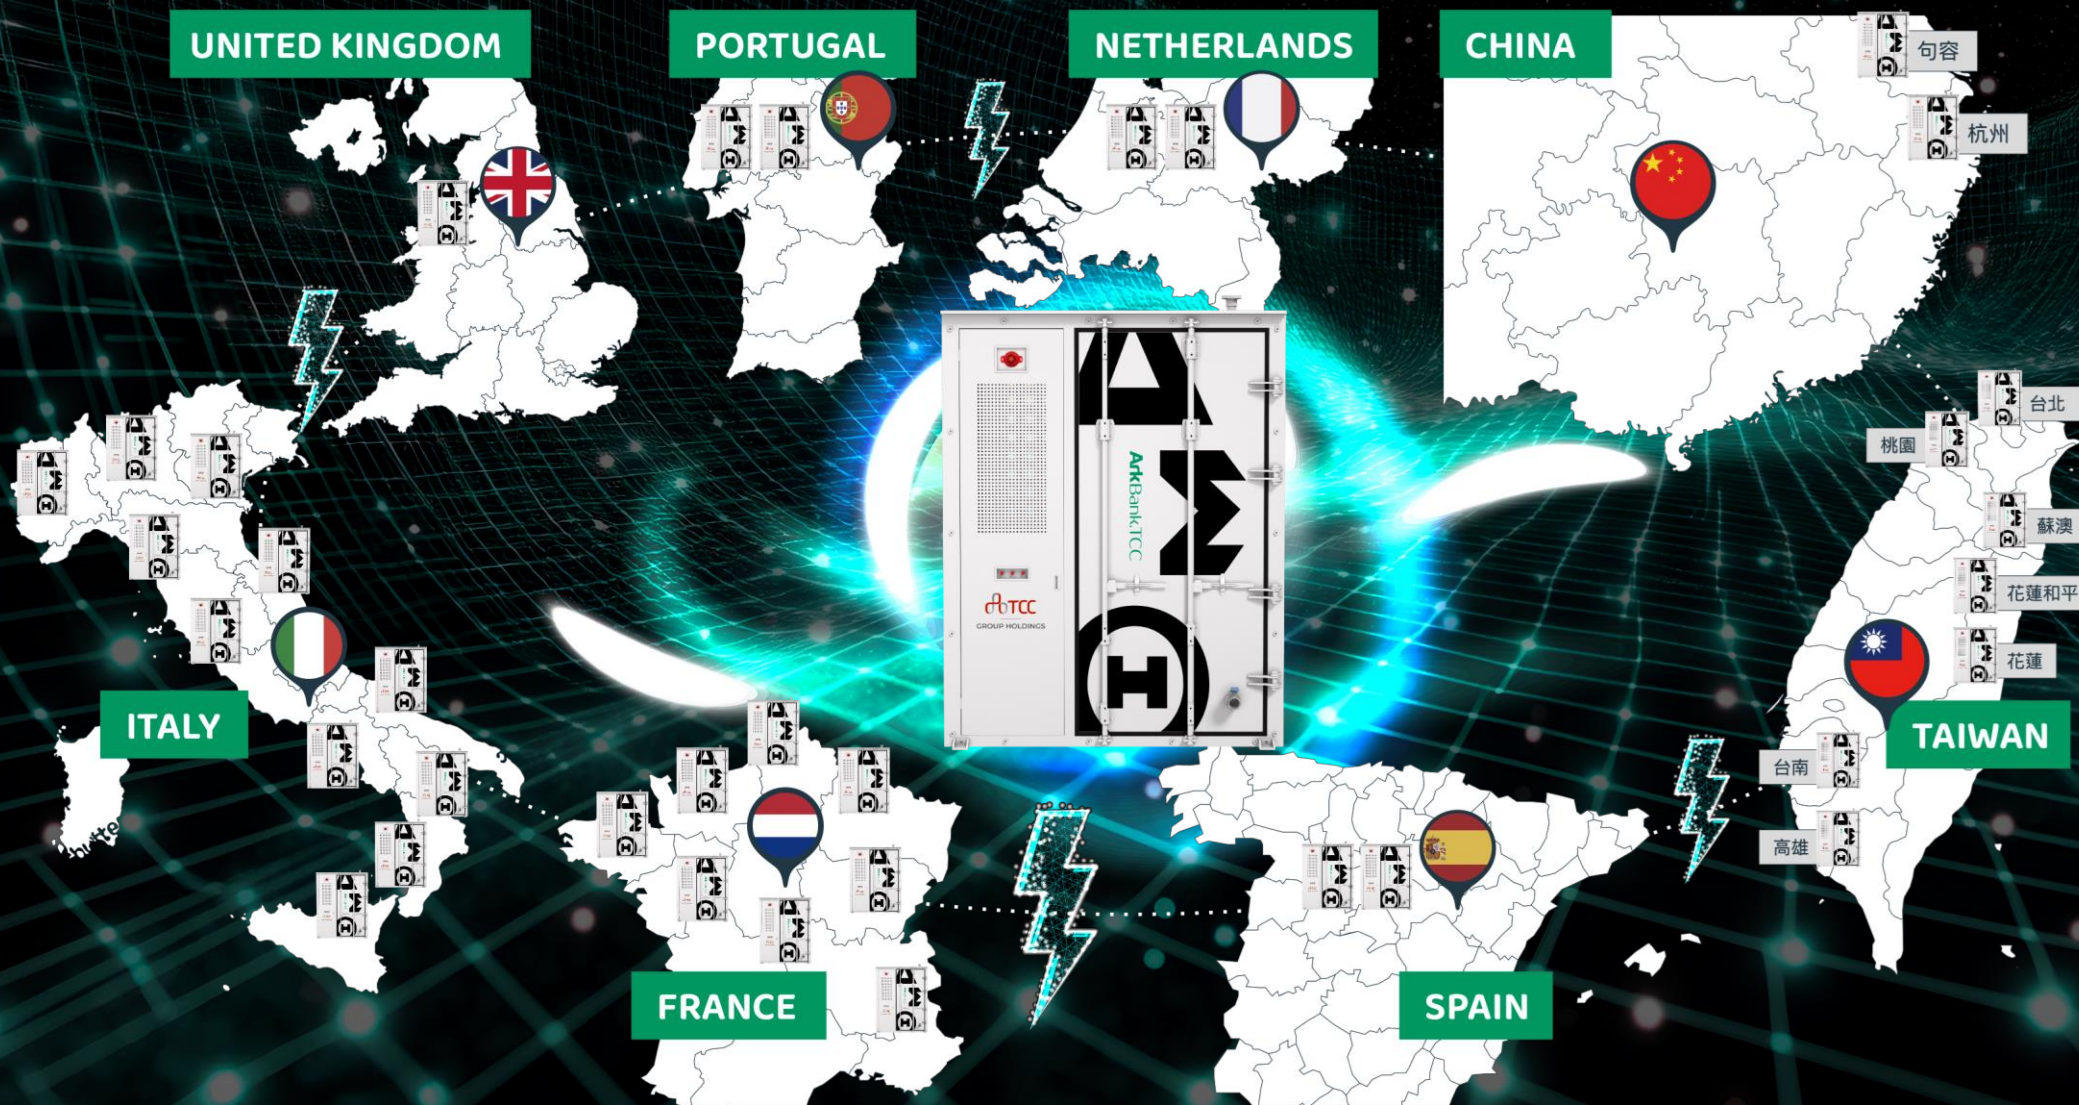 UNITED KINGDOM
PORTUGAL
NETHERLANDS
CHINA
句容
杭州
台北
桃園
蘇澳
花蓮和平
花蓮
TAIWAN
台南
高雄
ArkBank.TCC
TCC
GROUP HOLDINGS
ITALY
FRANCE
SPAIN